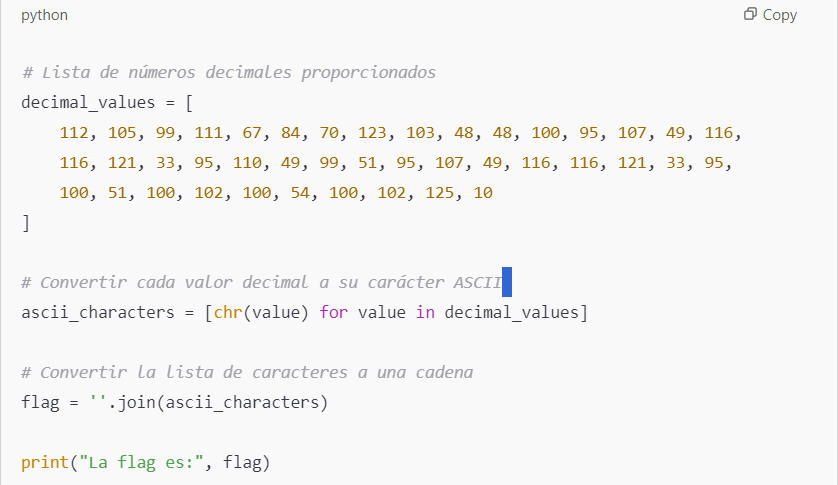 python
Copy
# Lista de números decimales proporcionados
decimal_values = [
    112, 105, 99, 111, 67, 84, 70, 123, 103, 48, 48, 100, 95, 107, 49, 116,
    116, 121, 33, 95, 110, 49, 99, 51, 95, 107, 49, 116, 116, 121, 33, 95,
    100, 51, 100, 102, 100, 54, 100, 102, 125, 10
]
# Convertir cada valor decimal a su carácter ASCII
ascii_characters = [chr(value) for value in decimal_values]
# Convertir la lista de caracteres a una cadena
flag = ''.join(ascii_characters)
print("La flag es:", flag)